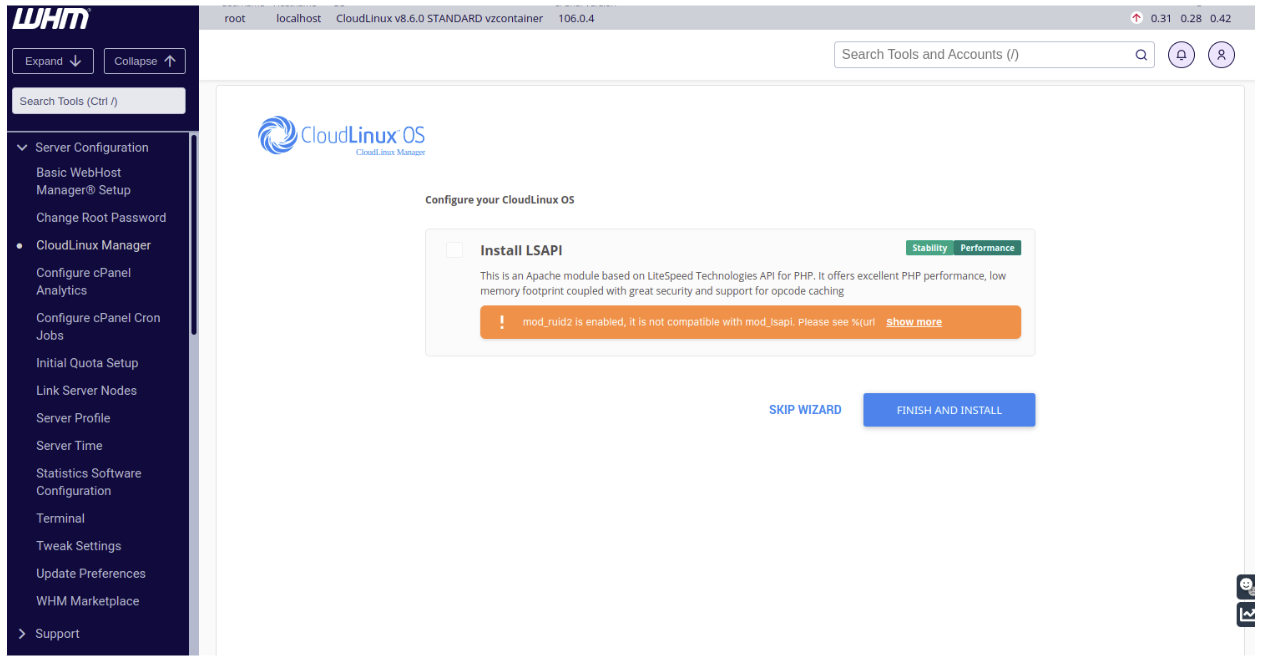 WHM
root localhost CloudLinux v8.6.0 STANDARD vzcontainer 106.0.4 0.31 0.28 0.42
Expand Collapse
Search Tools and Accounts (/)
Search Tools (Ctrl /)
Server Configuration
Basic WebHost
Manager® Setup
Change Root Password
CloudLinux Manager
Configure cPanel
Analytics
Configure cPanel Cron
Jobs
Initial Quota Setup
Link Server Nodes
Server Profile
Server Time
Statistics Software
Configuration
Terminal
Tweak Settings
Update Preferences
WHM Marketplace
Support
CloudLinux OS
CloudLinux Manager
Configure your CloudLinux OS
Install LSAPI
Stability Performance
This is an Apache module based on LiteSpeed Technologies API for PHP. It offers excellent PHP performance, low
memory footprint coupled with great security and support for opcode caching
! mod_ruid2 is enabled, it is not compatible with mod_lsapi. Please see %(url Show more
SKIP WIZARD FINISH AND INSTALL